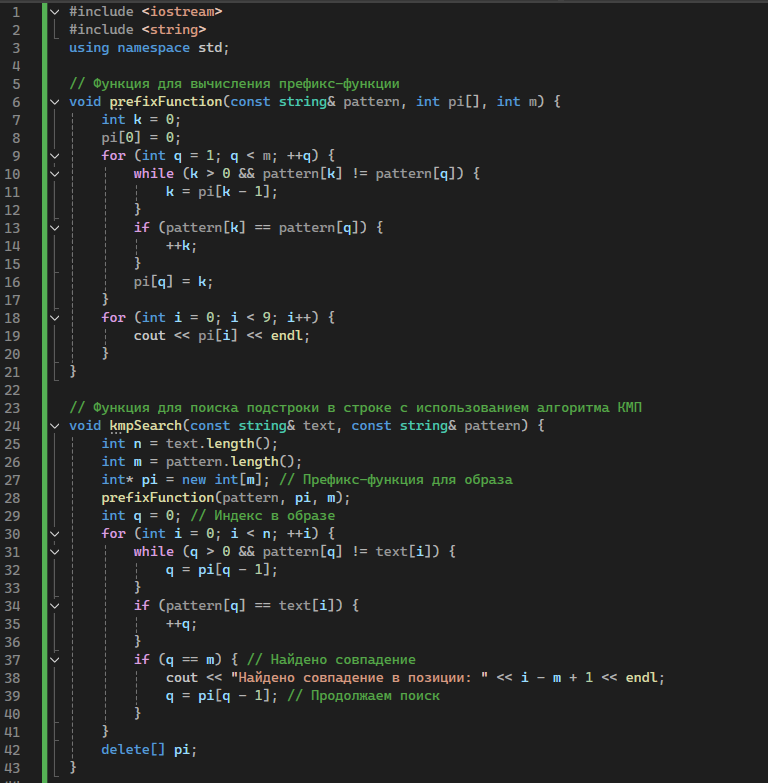 1 #include <iostream>
2 #include <string>
3 using namespace std;
4
5 // Функция для вычисления префикс-функции
6 void prefixFunction(const string& pattern, int pi[], int m) {
7     int k = 0;
8     pi[0] = 0;
9     for (int q = 1; q < m; ++q) {
10         while (k > 0 && pattern[k] != pattern[q]) {
11             k = pi[k - 1];
12         }
13         if (pattern[k] == pattern[q]) {
14             ++k;
15         }
16         pi[q] = k;
17     }
18     for (int i = 0; i < 9; i++) {
19         cout << pi[i] << endl;
20     }
21 }
22
23 // Функция для поиска подстроки в строке с использованием алгоритма КМП
24 void kmpSearch(const string& text, const string& pattern) {
25     int n = text.length();
26     int m = pattern.length();
27     int* pi = new int[m]; // Префикс-функция для образа
28     prefixFunction(pattern, pi, m);
29     int q = 0; // Индекс в образе
30     for (int i = 0; i < n; ++i) {
31         while (q > 0 && pattern[q] != text[i]) {
32             q = pi[q - 1];
33         }
34         if (pattern[q] == text[i]) {
35             ++q;
36         }
37         if (q == m) { // Найдено совпадение
38             cout << "Найдено совпадение в позиции: " << i - m + 1 << endl;
39             q = pi[q - 1]; // Продолжаем поиск
40         }
41     }
42     delete[] pi;
43 }